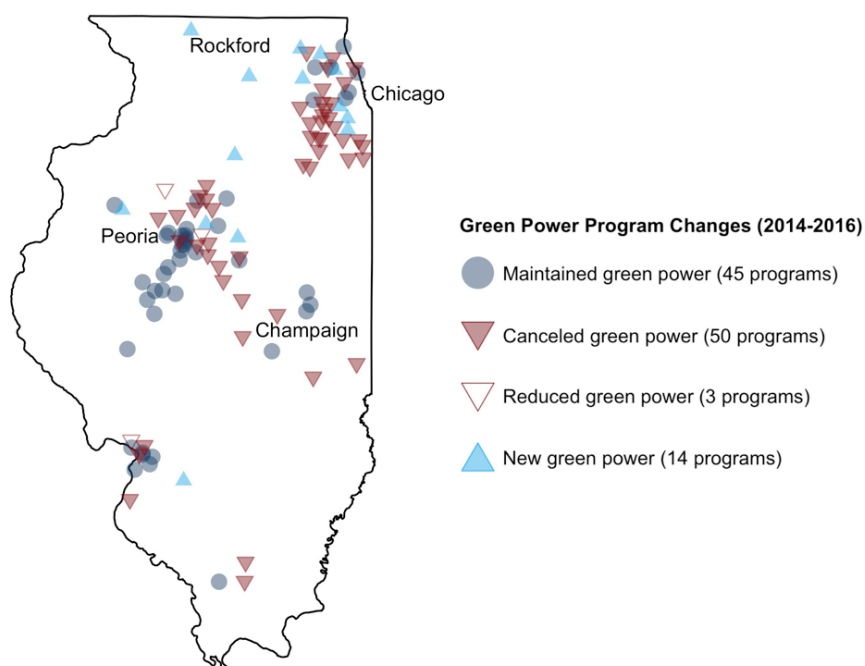 Rockford
Chicago
Peoria
Champaign
Green Power Program Changes (2014-2016)
Maintained green power (45 programs)
Canceled green power (50 programs)
Reduced green power (3 programs)
New green power (14 programs)